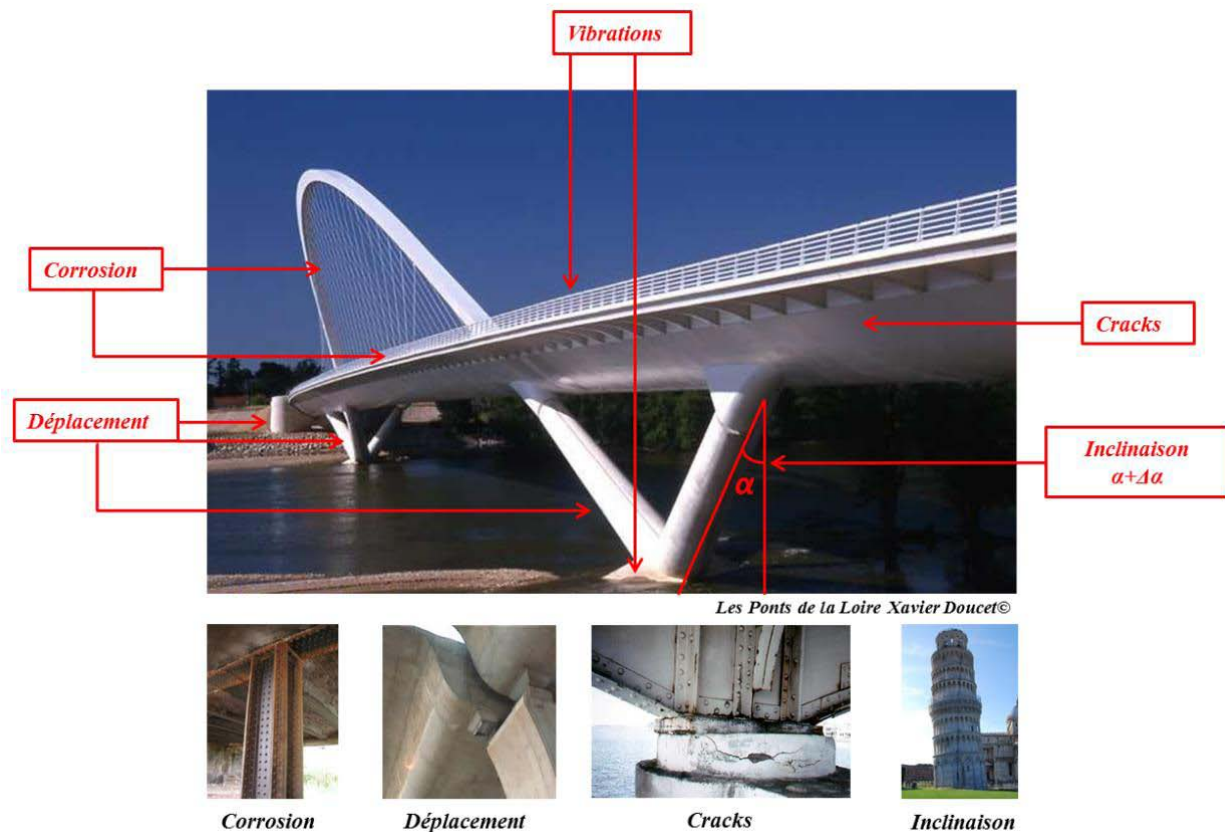 Vibrations
Corrosion
Cracks
Déplacement
Inclinaison
α+Δα
α
Les Ponts de la Loire Xavier Doucet©
Corrosion
Déplacement
Cracks
Inclinaison